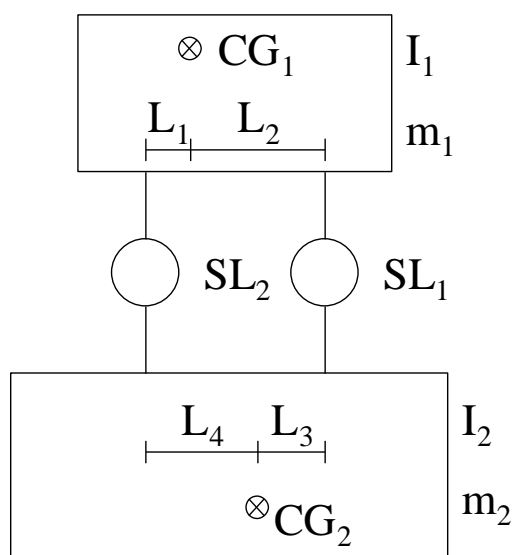 CG₁ I₁
L₁ L₂ m₁
SL₂ SL₁
L₄ L₃ I₂
CG₂ m₂